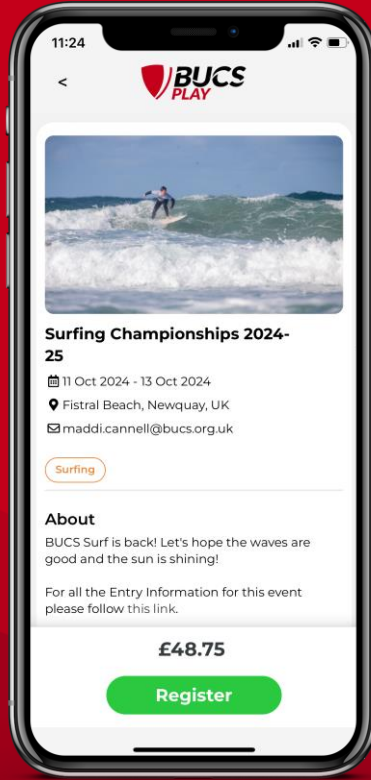 11:24
<
BUCS
PLAY
Surfing Championships 2024-
25
11 Oct 2024 - 13 Oct 2024
Fistral Beach, Newquay, UK
maddi.cannell@bucs.org.uk
Surfing
About
BUCS Surf is back! Let's hope the waves are
good and the sun is shining!
For all the Entry Information for this event
please follow this link.
£48.75
Register